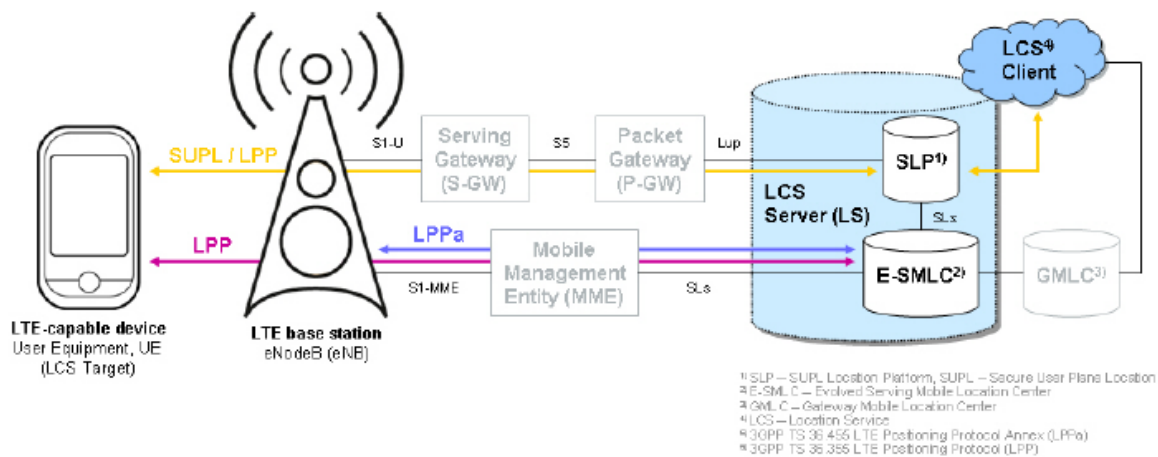 LCS4)
Client
S1-U
Serving
Gateway
(S-GW)
S5
Packet
Gateway
(P-GW)
Lup
SUPL / LPP
SLP1)
LCS
Server (LS)
SLs
LPP
LPPa
Mobile
Management
Entity (MME)
S1-MME
SLs
E-SMLC2)
GMLC3)
LTE-capable device
User Equipment, UE
(LCS Target)
LTE base station
eNodeB (eNB)
1) SLP – SUPL Location Platform, SUPL – Secure User Plane Location
2) E-SMLC – Evolved Serving Mobile Location Center
3) GMLC – Gateway Mobile Location Center
4) LCS – Location Service
5) 3GPP TS 36.455 LTE Positioning Protocol Annex (LPPa)
6) 3GPP TS 36.355 LTE Positioning Protocol (LPP)